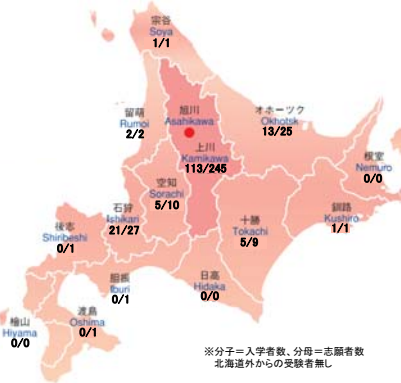 宗谷
Soya
1/1
留萌
Rumoi
2/2
旭川
Asahikawa
オホーツク
Okhotsk
13/25
上川
Kamikawa
113/245
根室
Nemuro
0/0
空知
Sorachi
5/10
石狩
Ishikari
21/27
後志
Shiribeshi
0/1
十勝
Tokachi
5/9
釧路
Kushiro
1/1
胆振
Iburi
0/1
日高
Hidaka
0/0
檜山
Hiyama
0/0
渡島
Oshima
0/1
※分子=入学者数、分母=志願者数
北海道外からの受験者無し